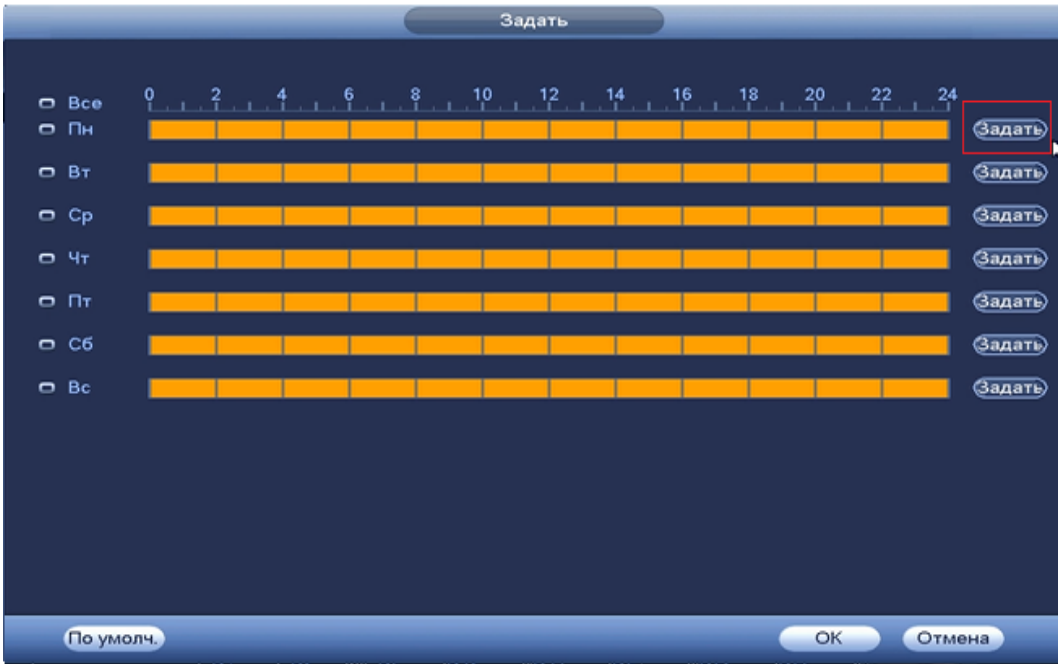 Задать
Все 0 2 4 6 8 10 12 14 16 18 20 22 24
Пн Задать
Вт Задать
Ср Задать
Чт Задать
Пт Задать
Сб Задать
Вс Задать
По умолч. OK Отмена